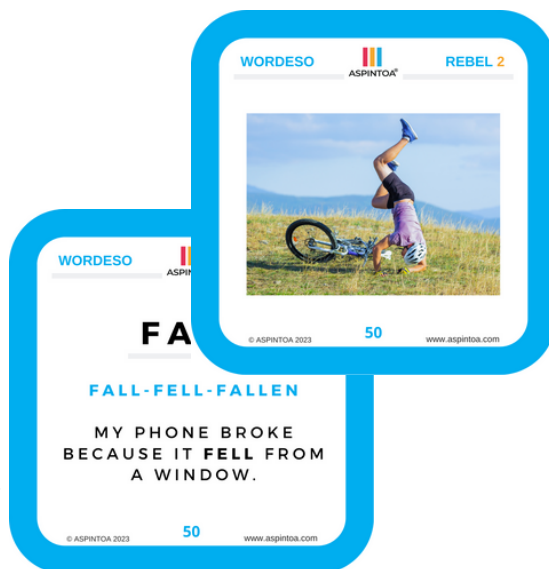 WORDESO
ASPINTOA®
REBEL 2
© ASPINTOA 2023
50
www.aspintoa.com
WORDESO
ASPIN
FA
FALL-FELL-FALLEN
MY PHONE BROKE
BECAUSE IT FELL FROM
A WINDOW.
© ASPINTOA 2023
50
www.aspintoa.com